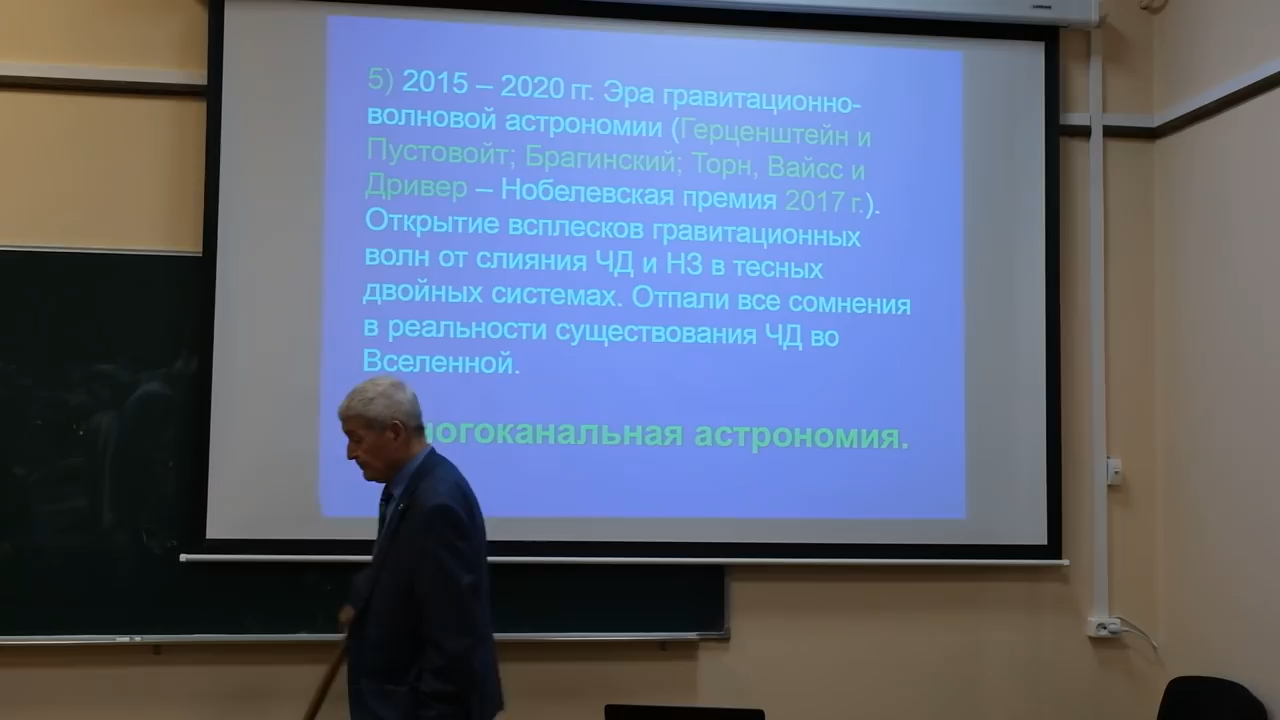 5) 2015 – 2020 гг. Эра гравитационно-
волновой астрономии (Герценштейн и
Пустовойт; Брагинский; Торн, Вайсс и
Дривер – Нобелевская премия 2017 г.).
Открытие всплесков гравитационных
волн от слияния ЧД и НЗ в тесных
двойных системах. Отпали все сомнения
в реальности существования ЧД во
Вселенной.
астрономия.